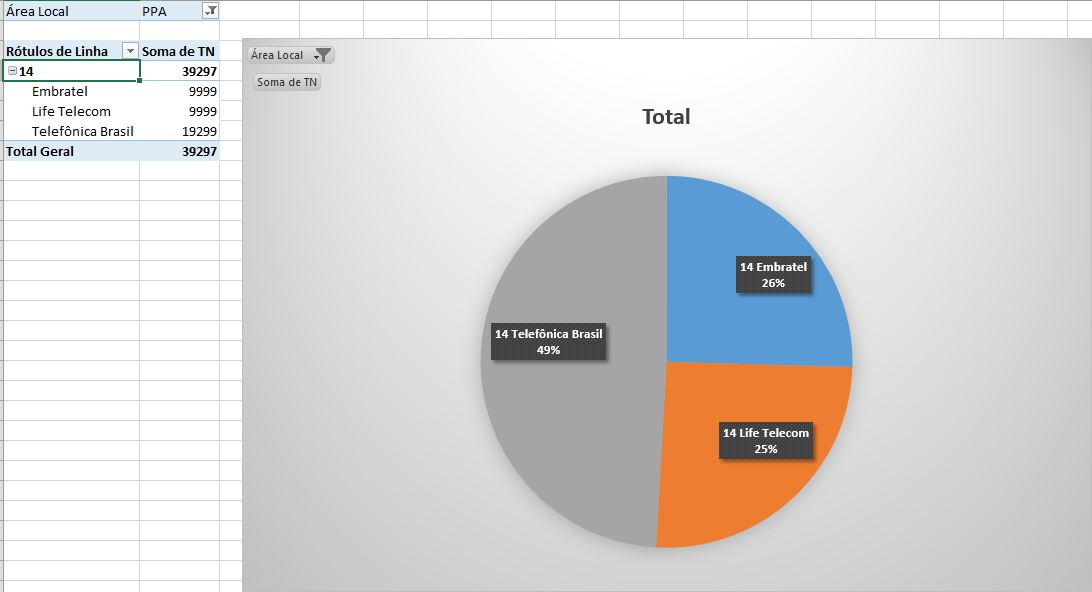 Área Local PPA
Rótulos de Linha Soma de TN
14 39297
Embratel 9999
Life Telecom 9999
Telefônica Brasil 19299
Total Geral 39297
Área Local
Soma de TN
Total
14 Embratel
26%
14 Telefônica Brasil
49%
14 Life Telecom
25%